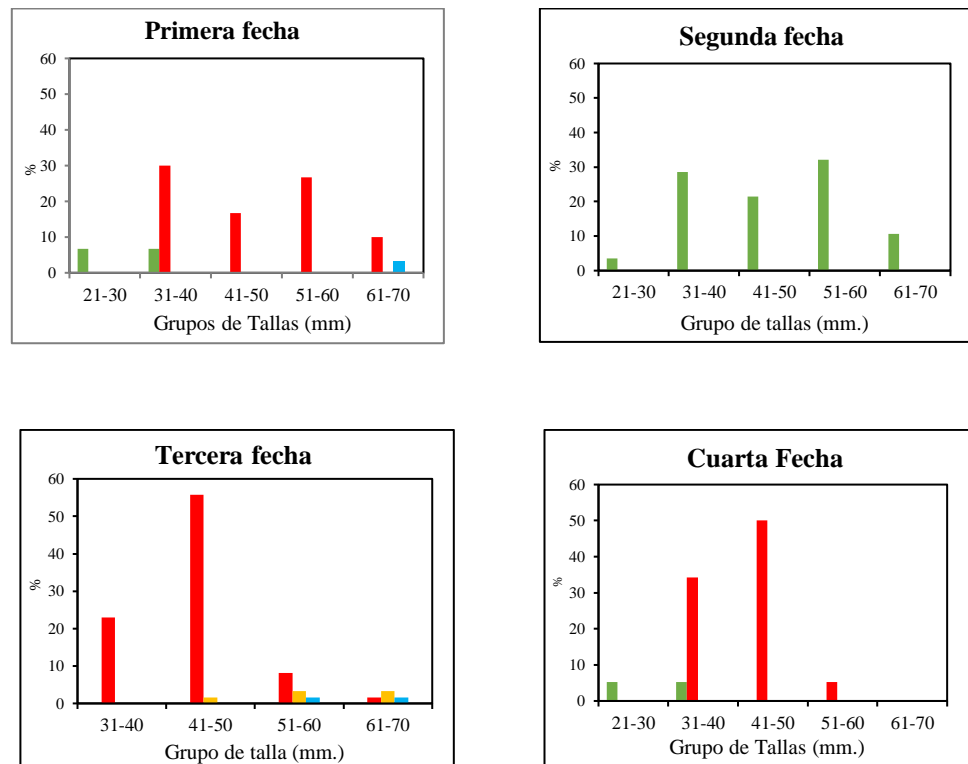 Primera fecha
60
50
40
30
20
10
0
%
21-30 31-40 41-50 51-60 61-70
Grupos de Tallas (mm)
Segunda fecha
60
50
40
30
20
10
0
%
21-30 31-40 41-50 51-60 61-70
Grupo de tallas (mm.)
Tercera fecha
60
50
40
30
20
10
0
%
31-40 41-50 51-60 61-70
Grupo de talla (mm.)
Cuarta Fecha
60
50
40
30
20
10
0
%
21-30 31-40 41-50 51-60 61-70
Grupo de Tallas (mm.)